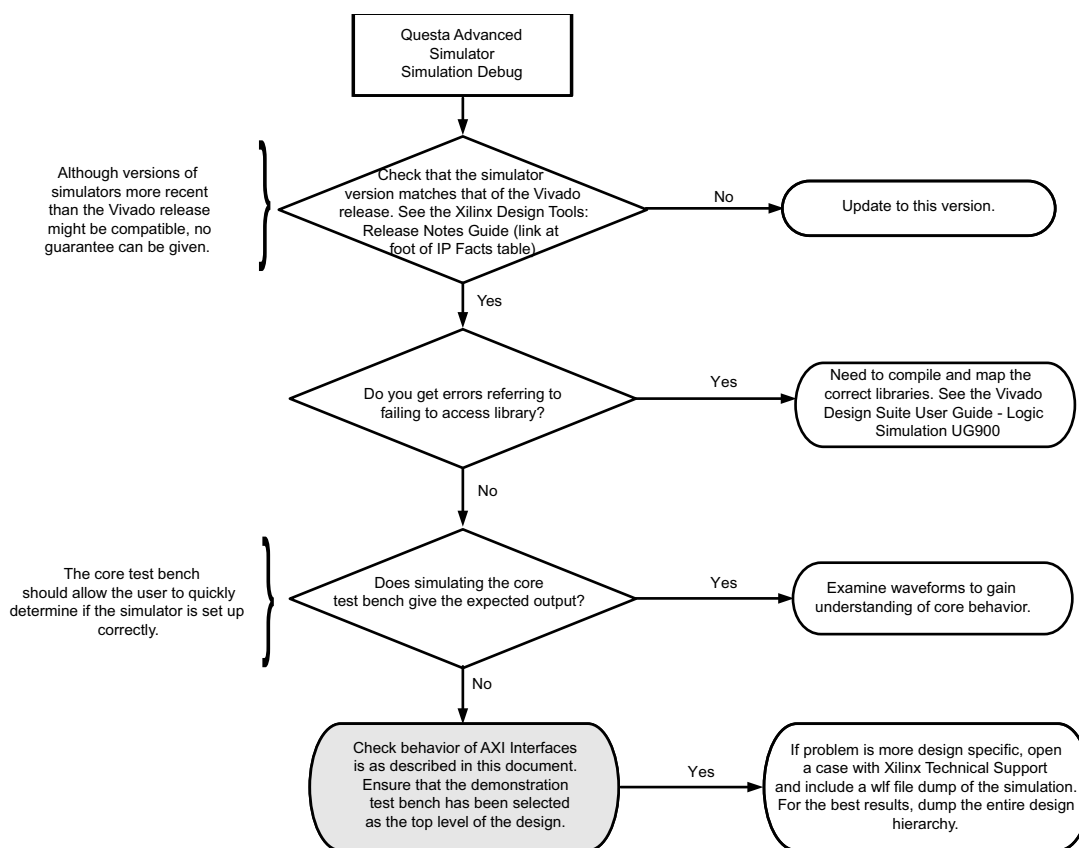 Questa Advanced
Simulator
Simulation Debug
Although versions of
simulators more recent
than the Vivado release
might be compatible, no
guarantee can be given.
Check that the simulator
version matches that of the Vivado
release. See the Xilinx Design Tools:
Release Notes Guide (link at
foot of IP Facts table)
No
Update to this version.
Yes
Do you get errors referring to
failing to access library?
Yes
Need to compile and map the
correct libraries. See the Vivado
Design Suite User Guide - Logic
Simulation UG900
No
The core test bench
should allow the user to quickly
determine if the simulator is set up
correctly.
Does simulating the core
test bench give the expected output?
Yes
Examine waveforms to gain
understanding of core behavior.
No
Check behavior of AXI Interfaces
is as described in this document.
Ensure that the demonstration
test bench has been selected
as the top level of the design.
Yes
If problem is more design specific, open
a case with Xilinx Technical Support
and include a wlf file dump of the simulation.
For the best results, dump the entire design
hierarchy.